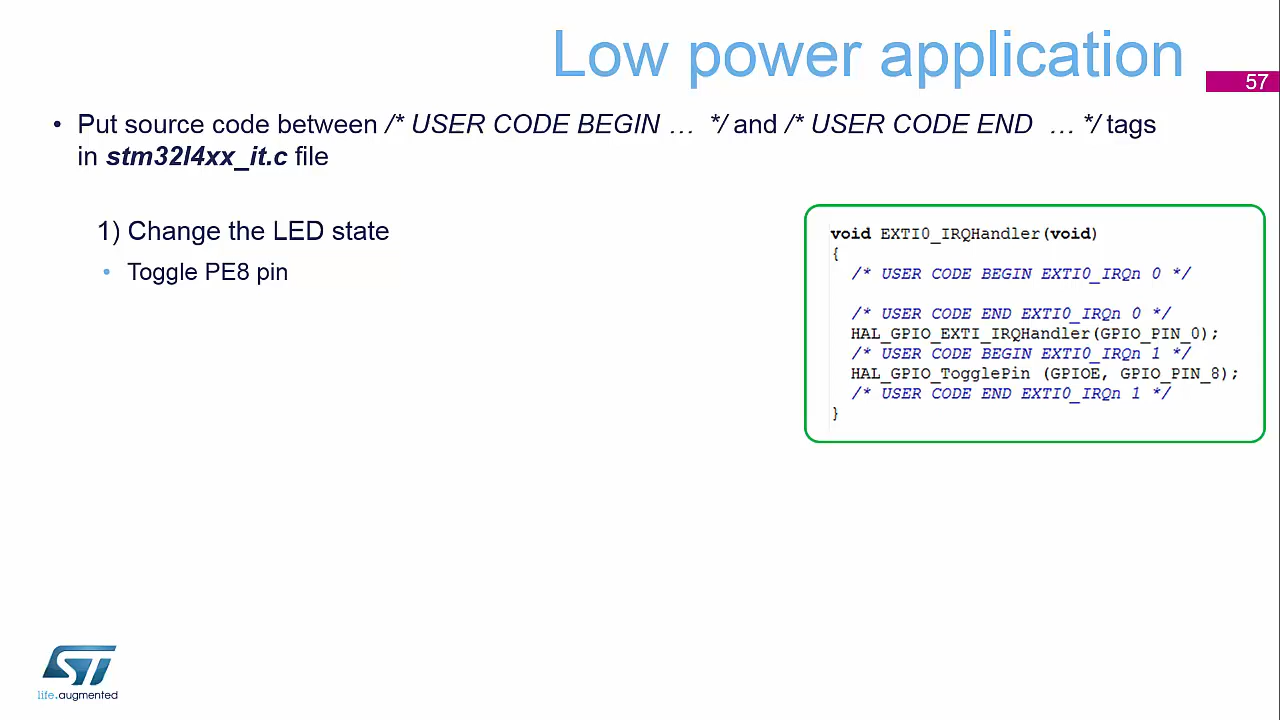 Low power application
57
• Put source code between /* USER CODE BEGIN … */ and /* USER CODE END … */ tags
in stm32l4xx_it.c file
1) Change the LED state
• Toggle PE8 pin
void EXTI0_IRQHandler(void)
{
/* USER CODE BEGIN EXTI0_IRQn 0 */
/* USER CODE END EXTI0_IRQn 0 */
HAL_GPIO_EXTI_IRQHandler(GPIO_PIN_0);
/* USER CODE BEGIN EXTI0_IRQn 1 */
HAL_GPIO_TogglePin (GPIOE, GPIO_PIN_8);
/* USER CODE END EXTI0_IRQn 1 */
}
ST
life.augmented